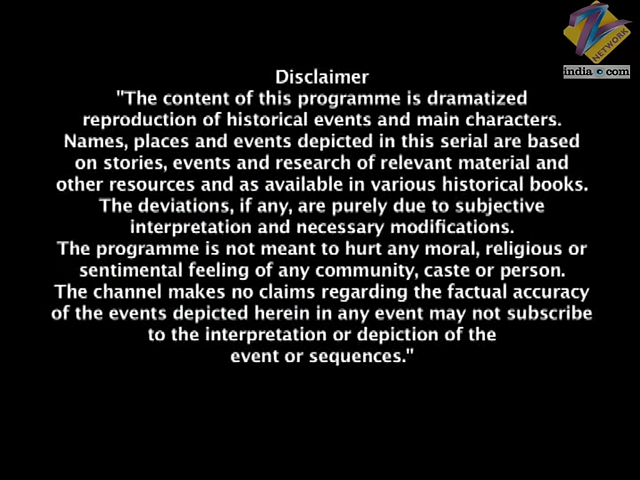 Z
NETWORK
india.com
Disclaimer
"The content of this programme is dramatized
reproduction of historical events and main characters.
Names, places and events depicted in this serial are based
on stories, events and research of relevant material and
other resources and as available in various historical books.
The deviations, if any, are purely due to subjective
interpretation and necessary modifications.
The programme is not meant to hurt any moral, religious or
sentimental feeling of any community, caste or person.
The channel makes no claims regarding the factual accuracy
of the events depicted herein in any event may not subscribe
to the interpretation or depiction of the
event or sequences."